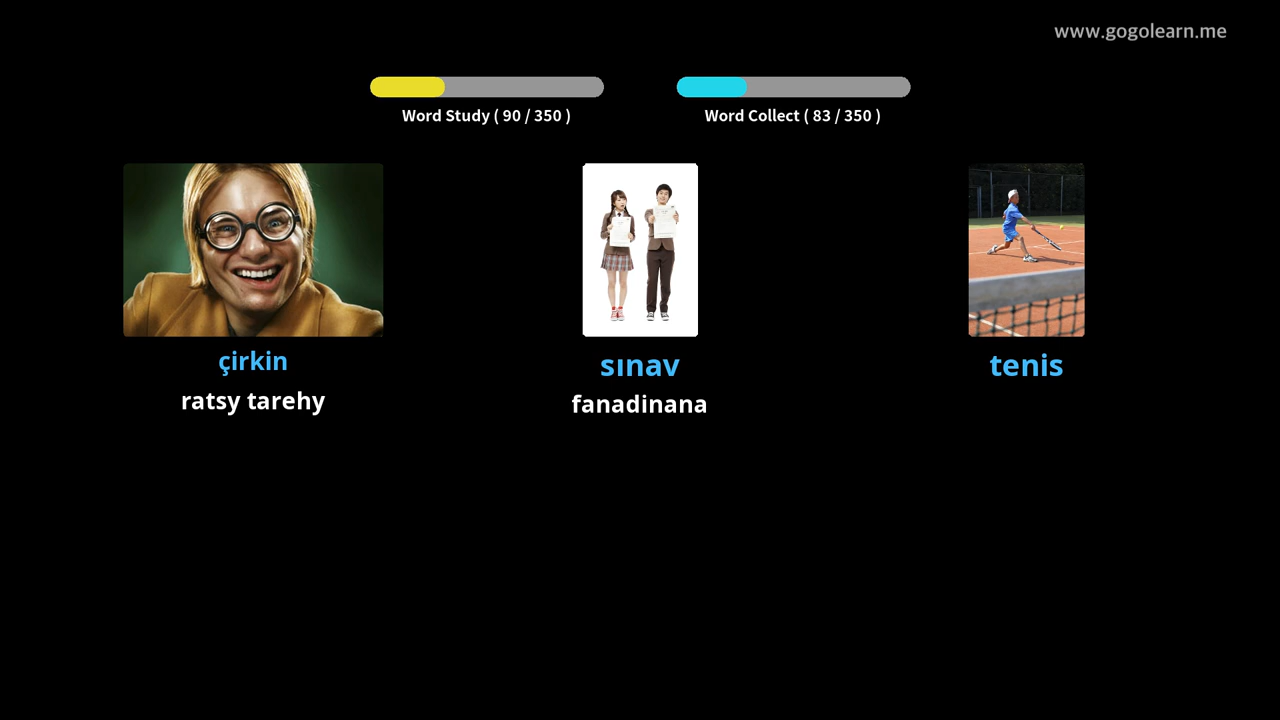 www.gogolearn.me
Word Study ( 90 / 350 )
Word Collect ( 83 / 350 )
çirkin
ratsy tarehy
sınav
fanadinana
tenis